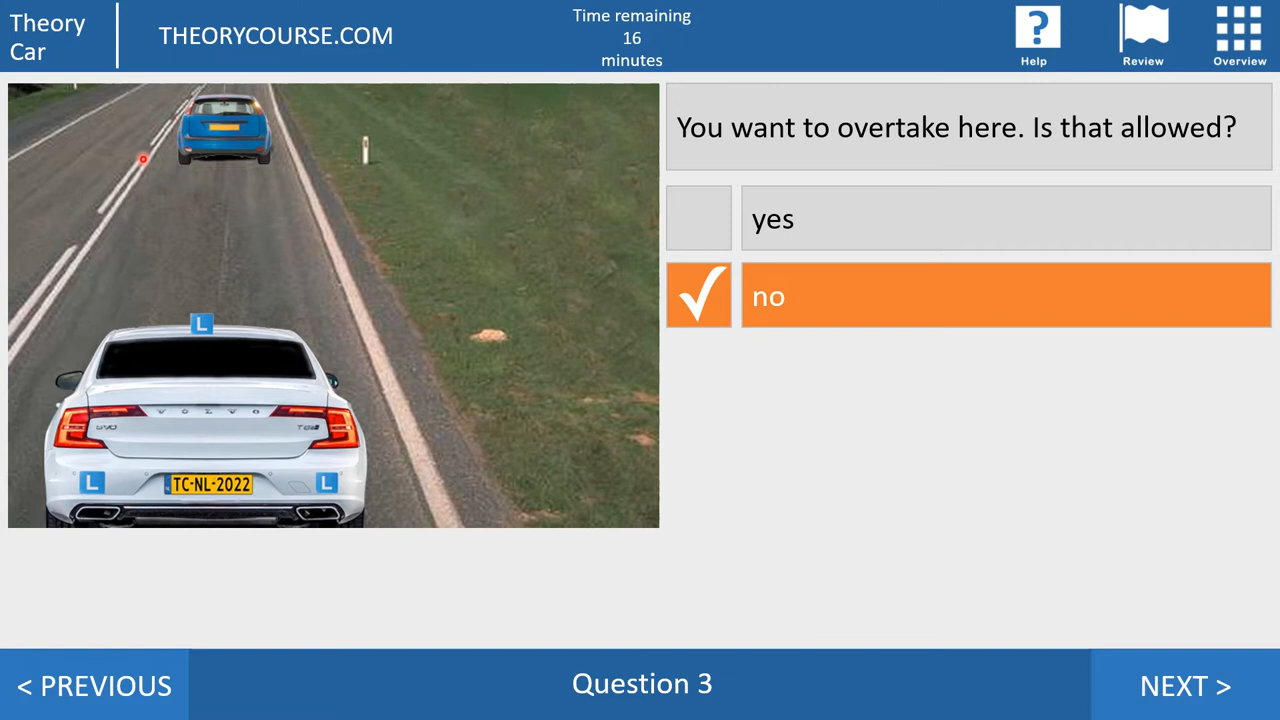 Theory
Car
THEORYCOURSE.COM
Time remaining
16
minutes
Help
Review
Overview
You want to overtake here. Is that allowed?
yes
no
L
VOLVO
L
L
TC-NL-2022
< PREVIOUS
Question 3
NEXT >